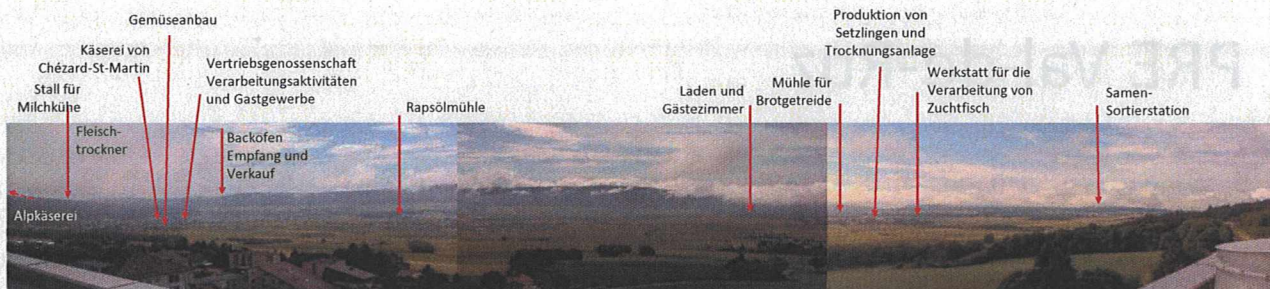 Gemüseanbau
Käserei von
Chézard-St-Martin
Stall für
Milchkühe
Fleisch-
trockner
Alpkäserei
Vertriebsgenossenschaft
Verarbeitungsaktivitäten
und Gastgewerbe
Backofen
Empfang und
Verkauf
Rapsölmühle
Laden und
Gästezimmer
Mühle für
Brotgetreide
Produktion von
Setzlingen und
Trocknungsanlage
Werkstatt für die
Verarbeitung von
Zuchtfisch
Samen-
Sortierstation